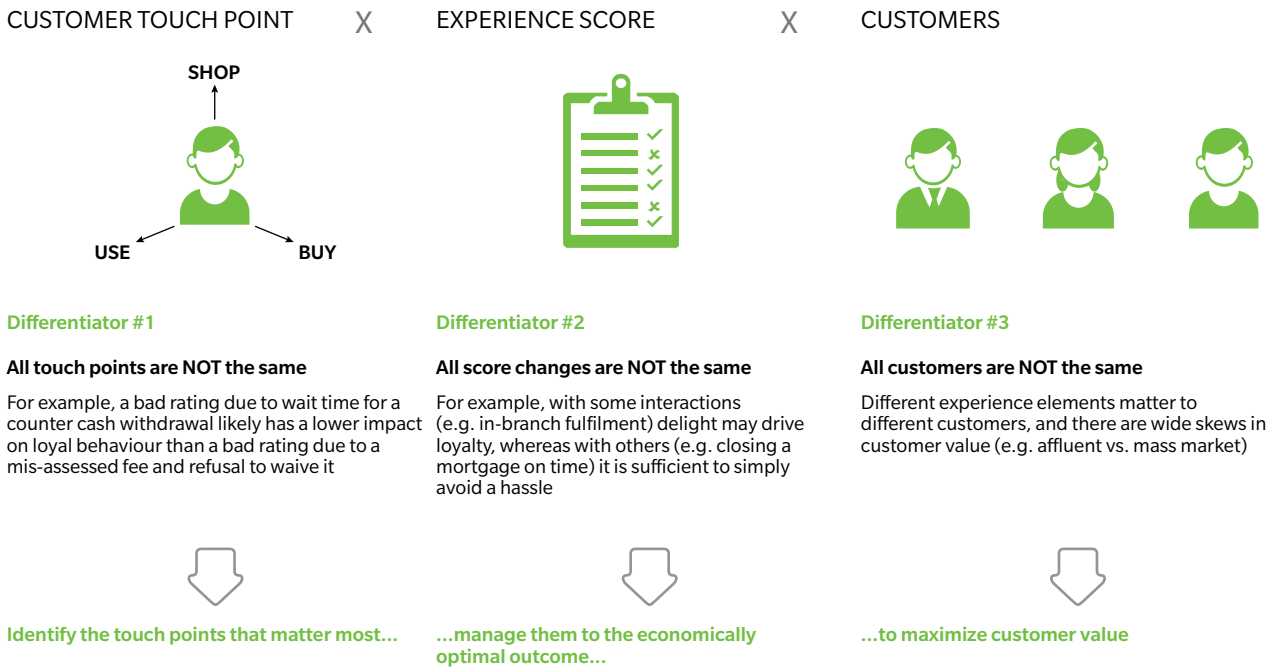 CUSTOMER TOUCH POINT
X
EXPERIENCE SCORE
X
CUSTOMERS
SHOP
USE
BUY
Differentiator #1
All touch points are NOT the same
For example, a bad rating due to wait time for a
counter cash withdrawal likely has a lower impact
on loyal behaviour than a bad rating due to a
mis-assessed fee and refusal to waive it
Identify the touch points that matter most...
Differentiator #2
All score changes are NOT the same
For example, with some interactions
(e.g. in-branch fulfilment) delight may drive
loyalty, whereas with others (e.g. closing a
mortgage on time) it is sufficient to simply
avoid a hassle
...manage them to the economically
optimal outcome...
Differentiator #3
All customers are NOT the same
Different experience elements matter to
different customers, and there are wide skews in
customer value (e.g. affluent vs. mass market)
...to maximize customer value